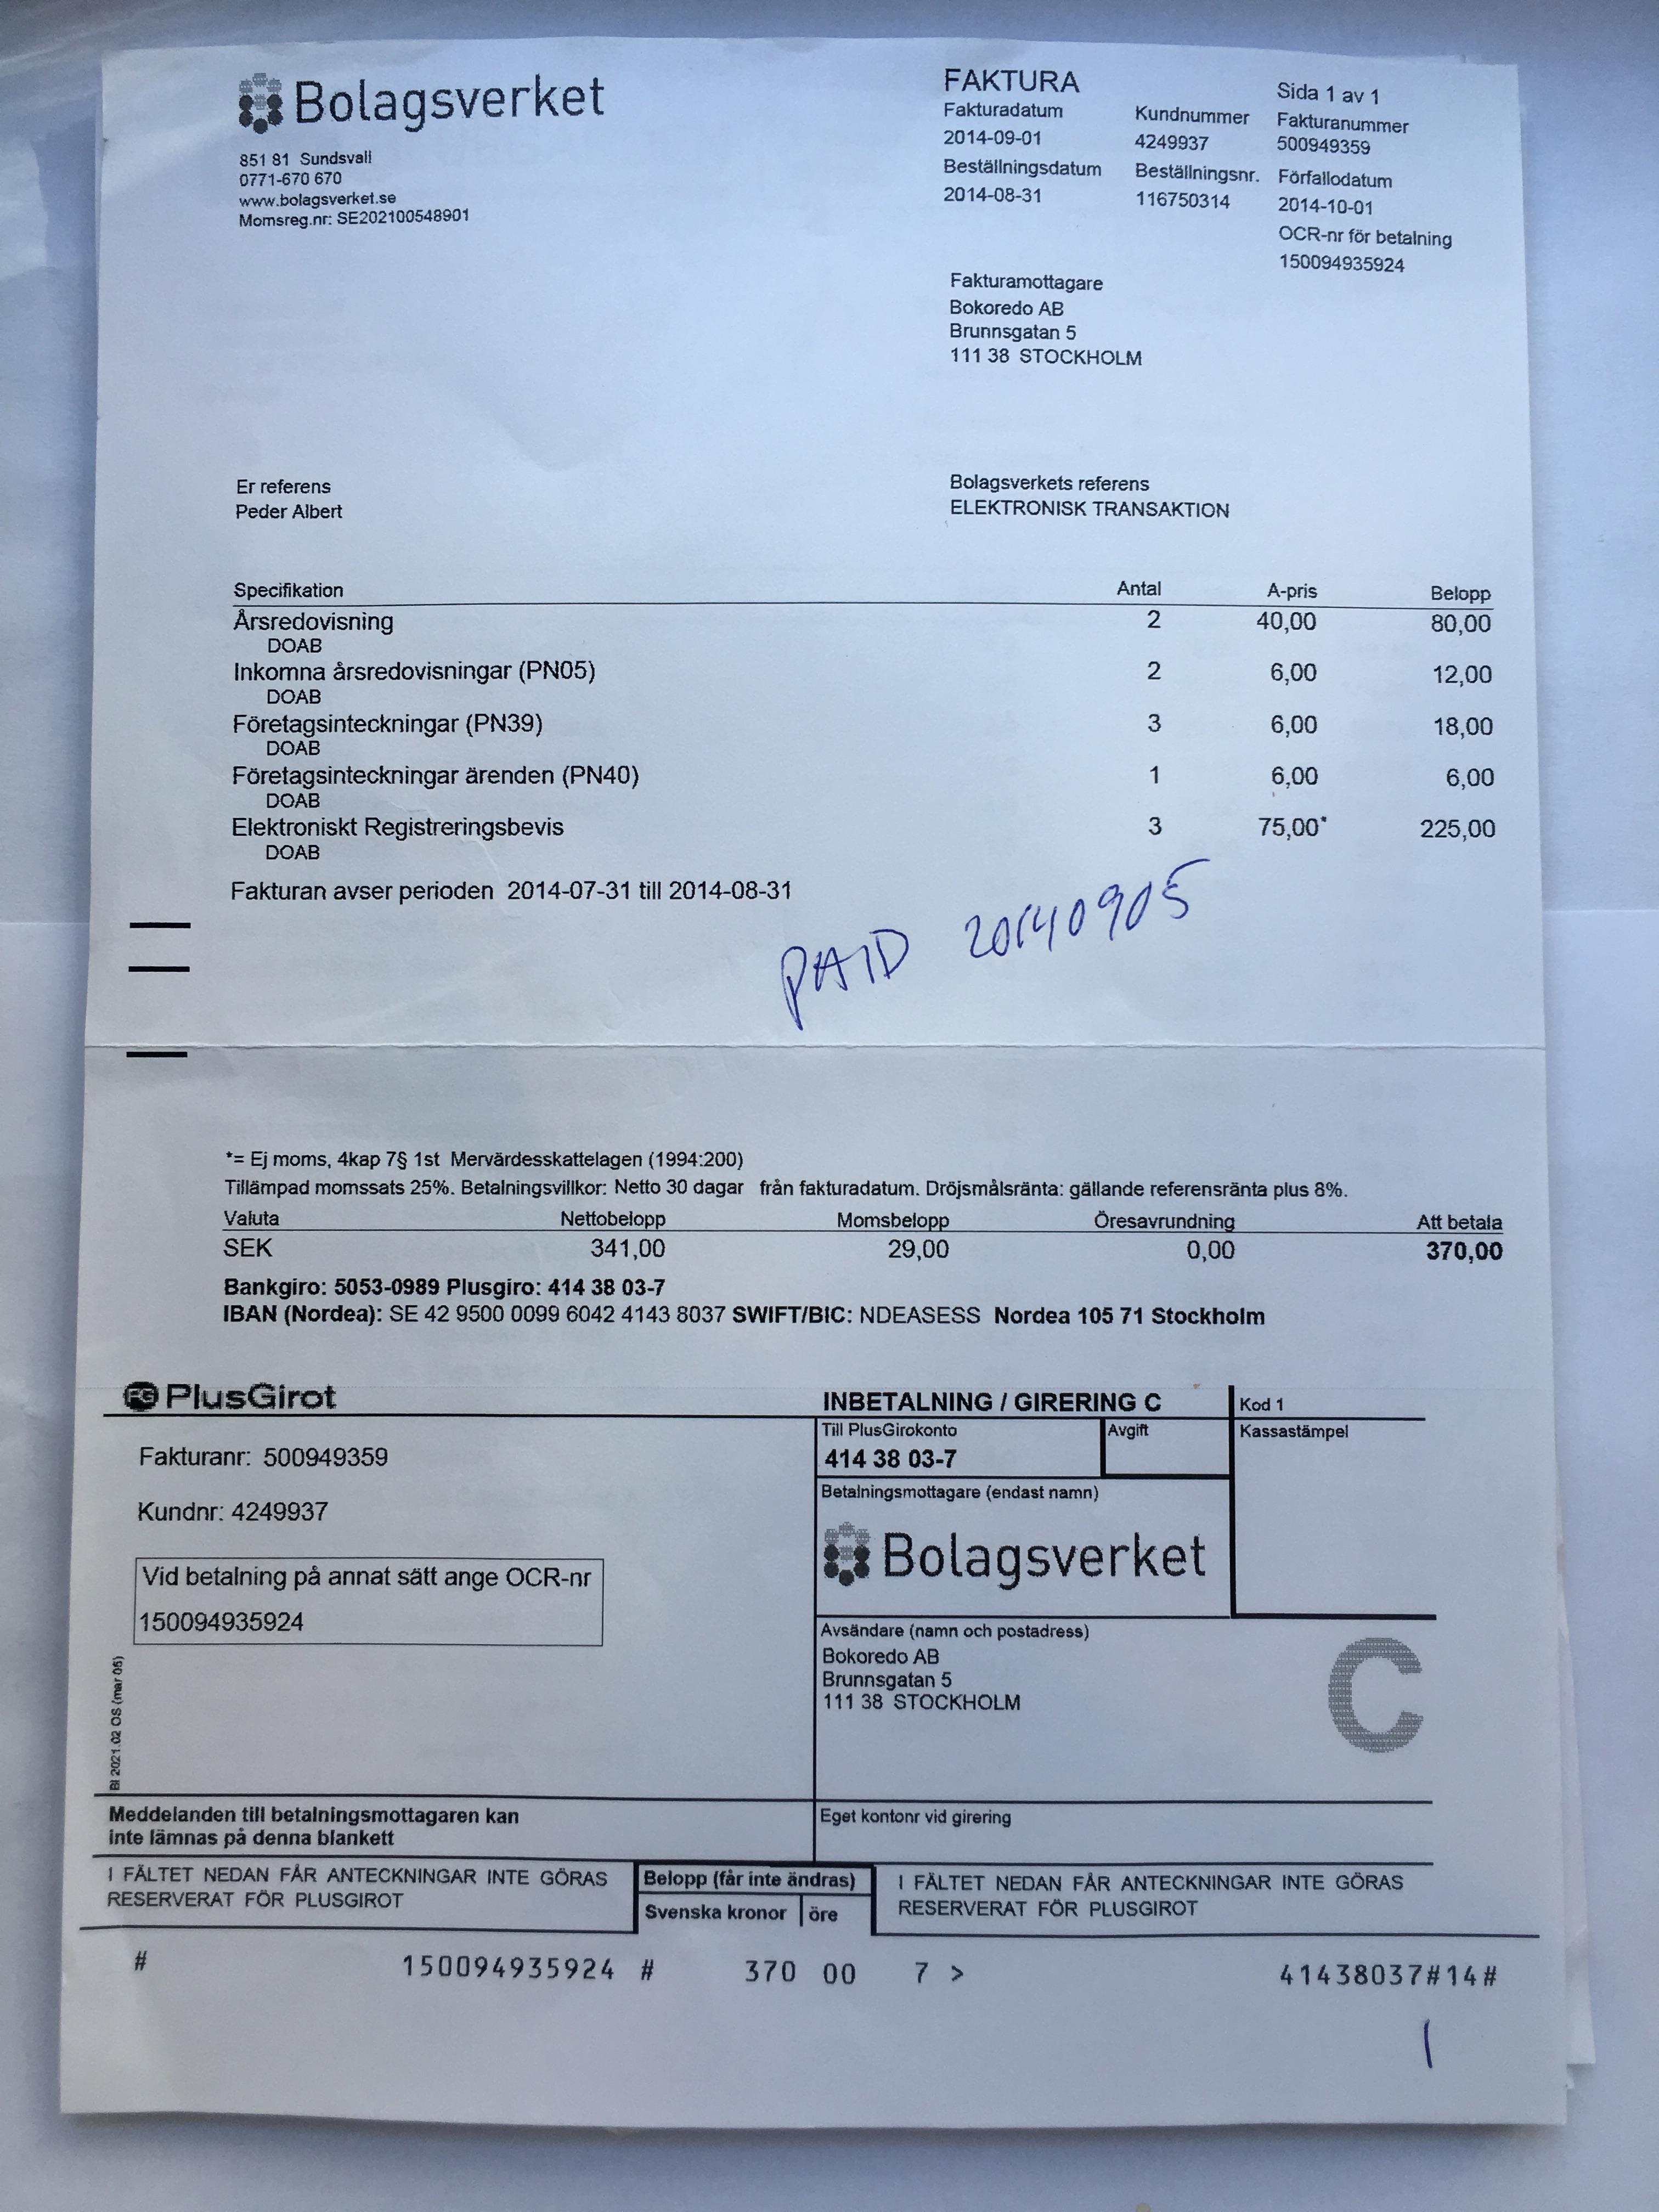 Bolagsverket
851 81 Sundsvall
0771-670 670
www.bolagsverket.se
Momsreg.nr: SE202100548901
FAKTURA
Sida 1 av 1
Fakturadatum Kundnummer Fakturanummer
2014-09-01 4249937 500949359
Beställningsdatum Beställningsnr. Förfallodatum
2014-08-31 116750314 2014-10-01
OCR-nr för betalning
150094935924
Fakturamottagare
Bokoredo AB
Brunnsgatan 5
111 38 STOCKHOLM
Er referens
Peder Albert
Bolagsverkets referens
ELEKTRONISK TRANSAKTION
Specifikation Antal A-pris Belopp
Årsredovisning 2 40,00 80,00
DOAB
Inkomna årsredovisningar (PN05) 2 6,00 12,00
DOAB
Företagsinteckningar (PN39) 3 6,00 18,00
DOAB
Företagsinteckningar ärenden (PN40) 1 6,00 6,00
DOAB
Elektroniskt Registreringsbevis 3 75,00* 225,00
DOAB
Fakturan avser perioden 2014-07-31 till 2014-08-31
PAID 20140905
*= Ej moms, 4kap 7§ 1st Mervärdesskattelagen (1994:200)
Tillämpad momssats 25%. Betalningsvillkor: Netto 30 dagar från fakturadatum. Dröjsmålsränta: gällande referensränta plus 8%.
Valuta Nettobelopp Momsbelopp Öresavrundning Att betala
SEK 341,00 29,00 0,00 370,00
Bankgiro: 5053-0989 Plusgiro: 414 38 03-7
IBAN (Nordea): SE 42 9500 0099 6042 4143 8037 SWIFT/BIC: NDEASESS Nordea 105 71 Stockholm
PG PlusGirot
INBETALNING / GIRERING C
Kod 1
Till PlusGirokonto Avgift Kassastämpel
414 38 03-7
Fakturanr: 500949359
Kundnr: 4249937
Betalningsmottagare (endast namn)
Bolagsverket
Vid betalning på annat sätt ange OCR-nr
150094935924
Avsändare (namn och postadress)
Bokoredo AB
Brunnsgatan 5
111 38 STOCKHOLM
C
BI 2021.02 OS (mar 05)
Meddelanden till betalningsmottagaren kan
inte lämnas på denna blankett
Eget kontonr vid girering
I FÄLTET NEDAN FÅR ANTECKNINGAR INTE GÖRAS
RESERVERAT FÖR PLUSGIROT
Belopp (får inte ändras)
Svenska kronor öre
I FÄLTET NEDAN FÅR ANTECKNINGAR INTE GÖRAS
RESERVERAT FÖR PLUSGIROT
# 150094935924 # 370 00 7 > 41438037#14#